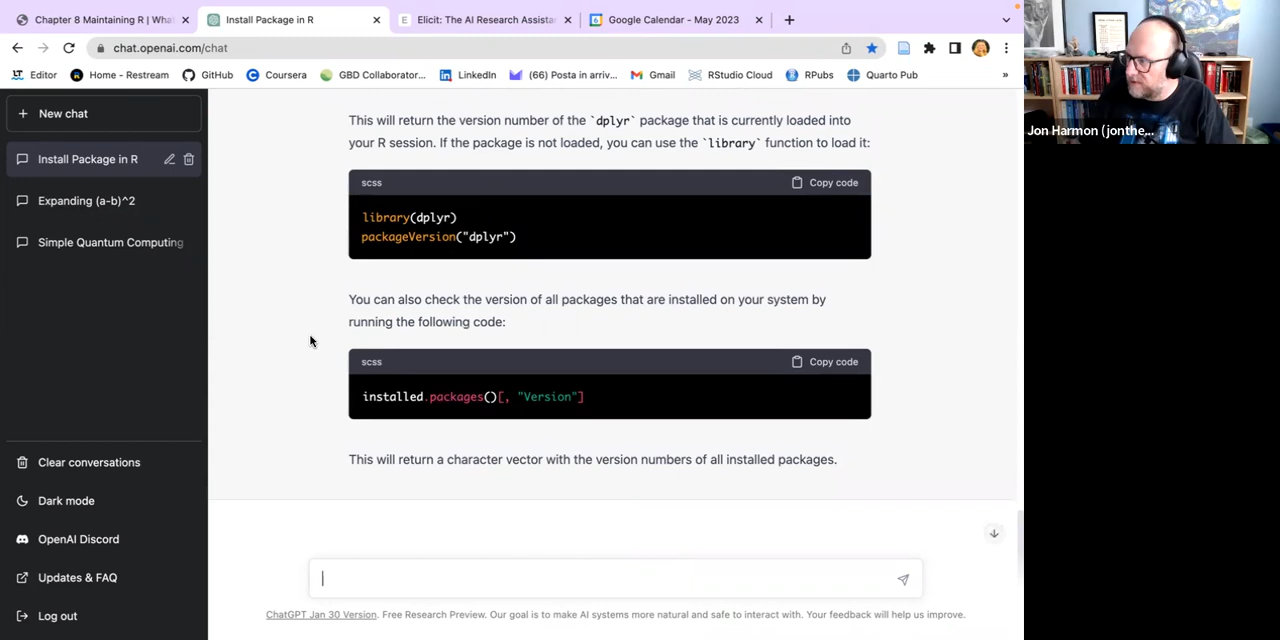 Chapter 8 Maintaining R | Wha
Install Package in R
Elicit: The AI Research Assistan
Google Calendar - May 2023
chat.openai.com/chat
Editor
Home - Restream
GitHub
Coursera
GBD Collaborator...
LinkedIn
(66) Posta in arriv...
Gmail
RStudio Cloud
RPubs
Quarto Pub
»
New chat
Install Package in R
Expanding (a-b)^2
Simple Quantum Computing
Clear conversations
Dark mode
OpenAI Discord
Updates & FAQ
Log out
This will return the version number of the `dplyr` package that is currently loaded into
your R session. If the package is not loaded, you can use the `library` function to load it:
scss
Copy code
library(dplyr)
packageVersion("dplyr")
You can also check the version of all packages that are installed on your system by
running the following code:
scss
Copy code
installed.packages()[, "Version"]
This will return a character vector with the version numbers of all installed packages.
ChatGPT Jan 30 Version. Free Research Preview. Our goal is to make AI systems more natural and safe to interact with. Your feedback will help us improve.
Jon Harmon (jonthe...